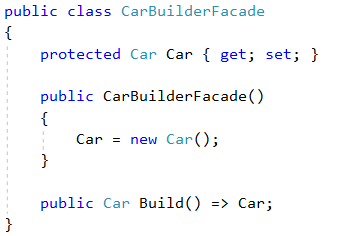 public class CarBuilderFacade
{
    protected Car Car { get; set; }
    public CarBuilderFacade()
    {
        Car = new Car();
    }
    public Car Build() => Car;
}